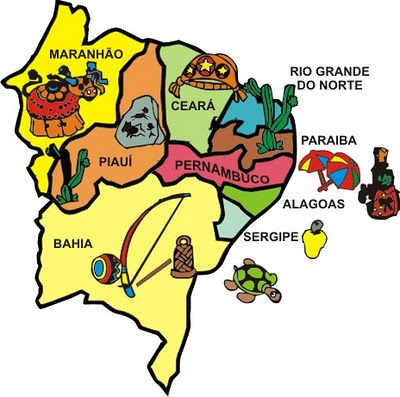 MARANHÃO
RIO GRANDE
DO NORTE
CEARÁ
PARAIBA
PIAUÍ
PERNAMBUCO
ALAGOAS
BAHIA
SERGIPE